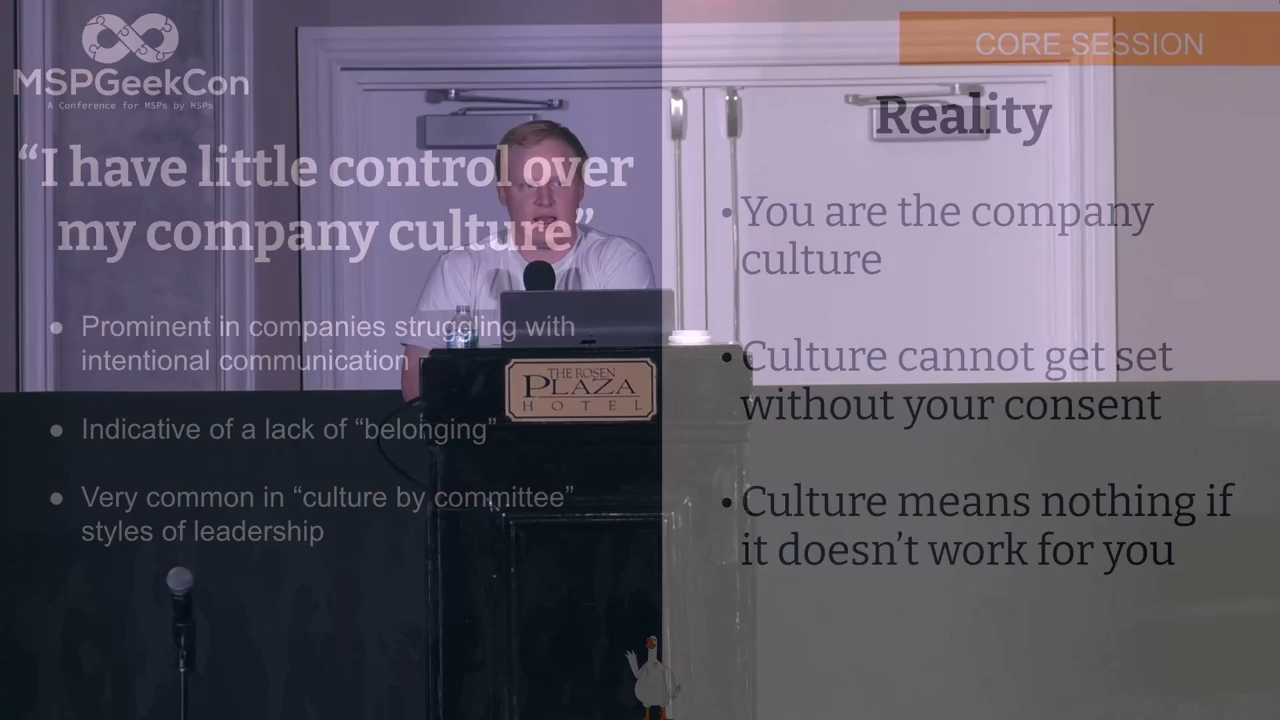 MSPGeekCon
A Conference for MSPs by MSPs
“I have little control over
my company culture”
● Prominent in companies struggling with
intentional communication
● Indicative of a lack of “belonging”
● Very common in “culture by committee”
styles of leadership
CORE SESSION
Reality
• You are the company
culture
• Culture cannot get set
without your consent
• Culture means nothing if
it doesn’t work for you
THE ROSEN
PLAZA
HOTEL